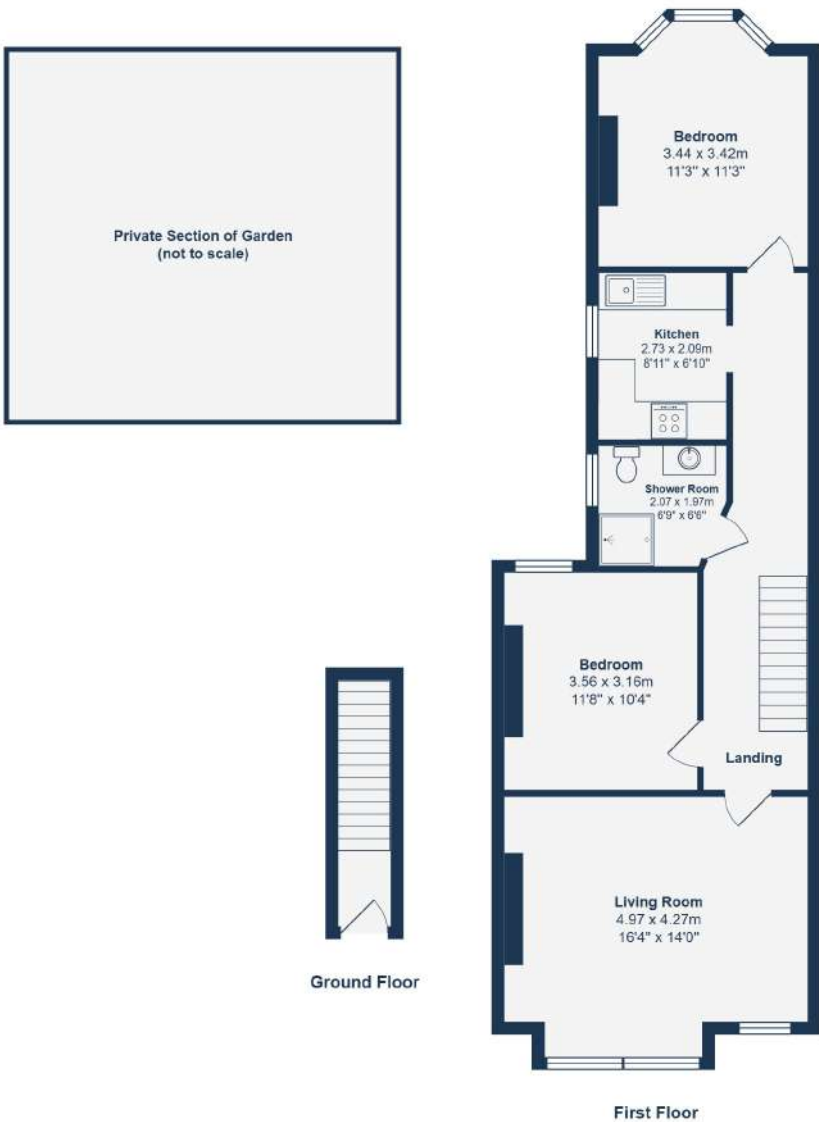 Private Section of Garden
(not to scale)
Bedroom
3.44 x 3.42m
11'3" x 11'3"
Kitchen
2.73 x 2.09m
8'11" x 6'10"
Shower Room
2.07 x 1.97m
6'9" x 6'6"
Bedroom
3.56 x 3.16m
11'8" x 10'4"
Landing
Living Room
4.97 x 4.27m
16'4" x 14'0"
Ground Floor
First Floor